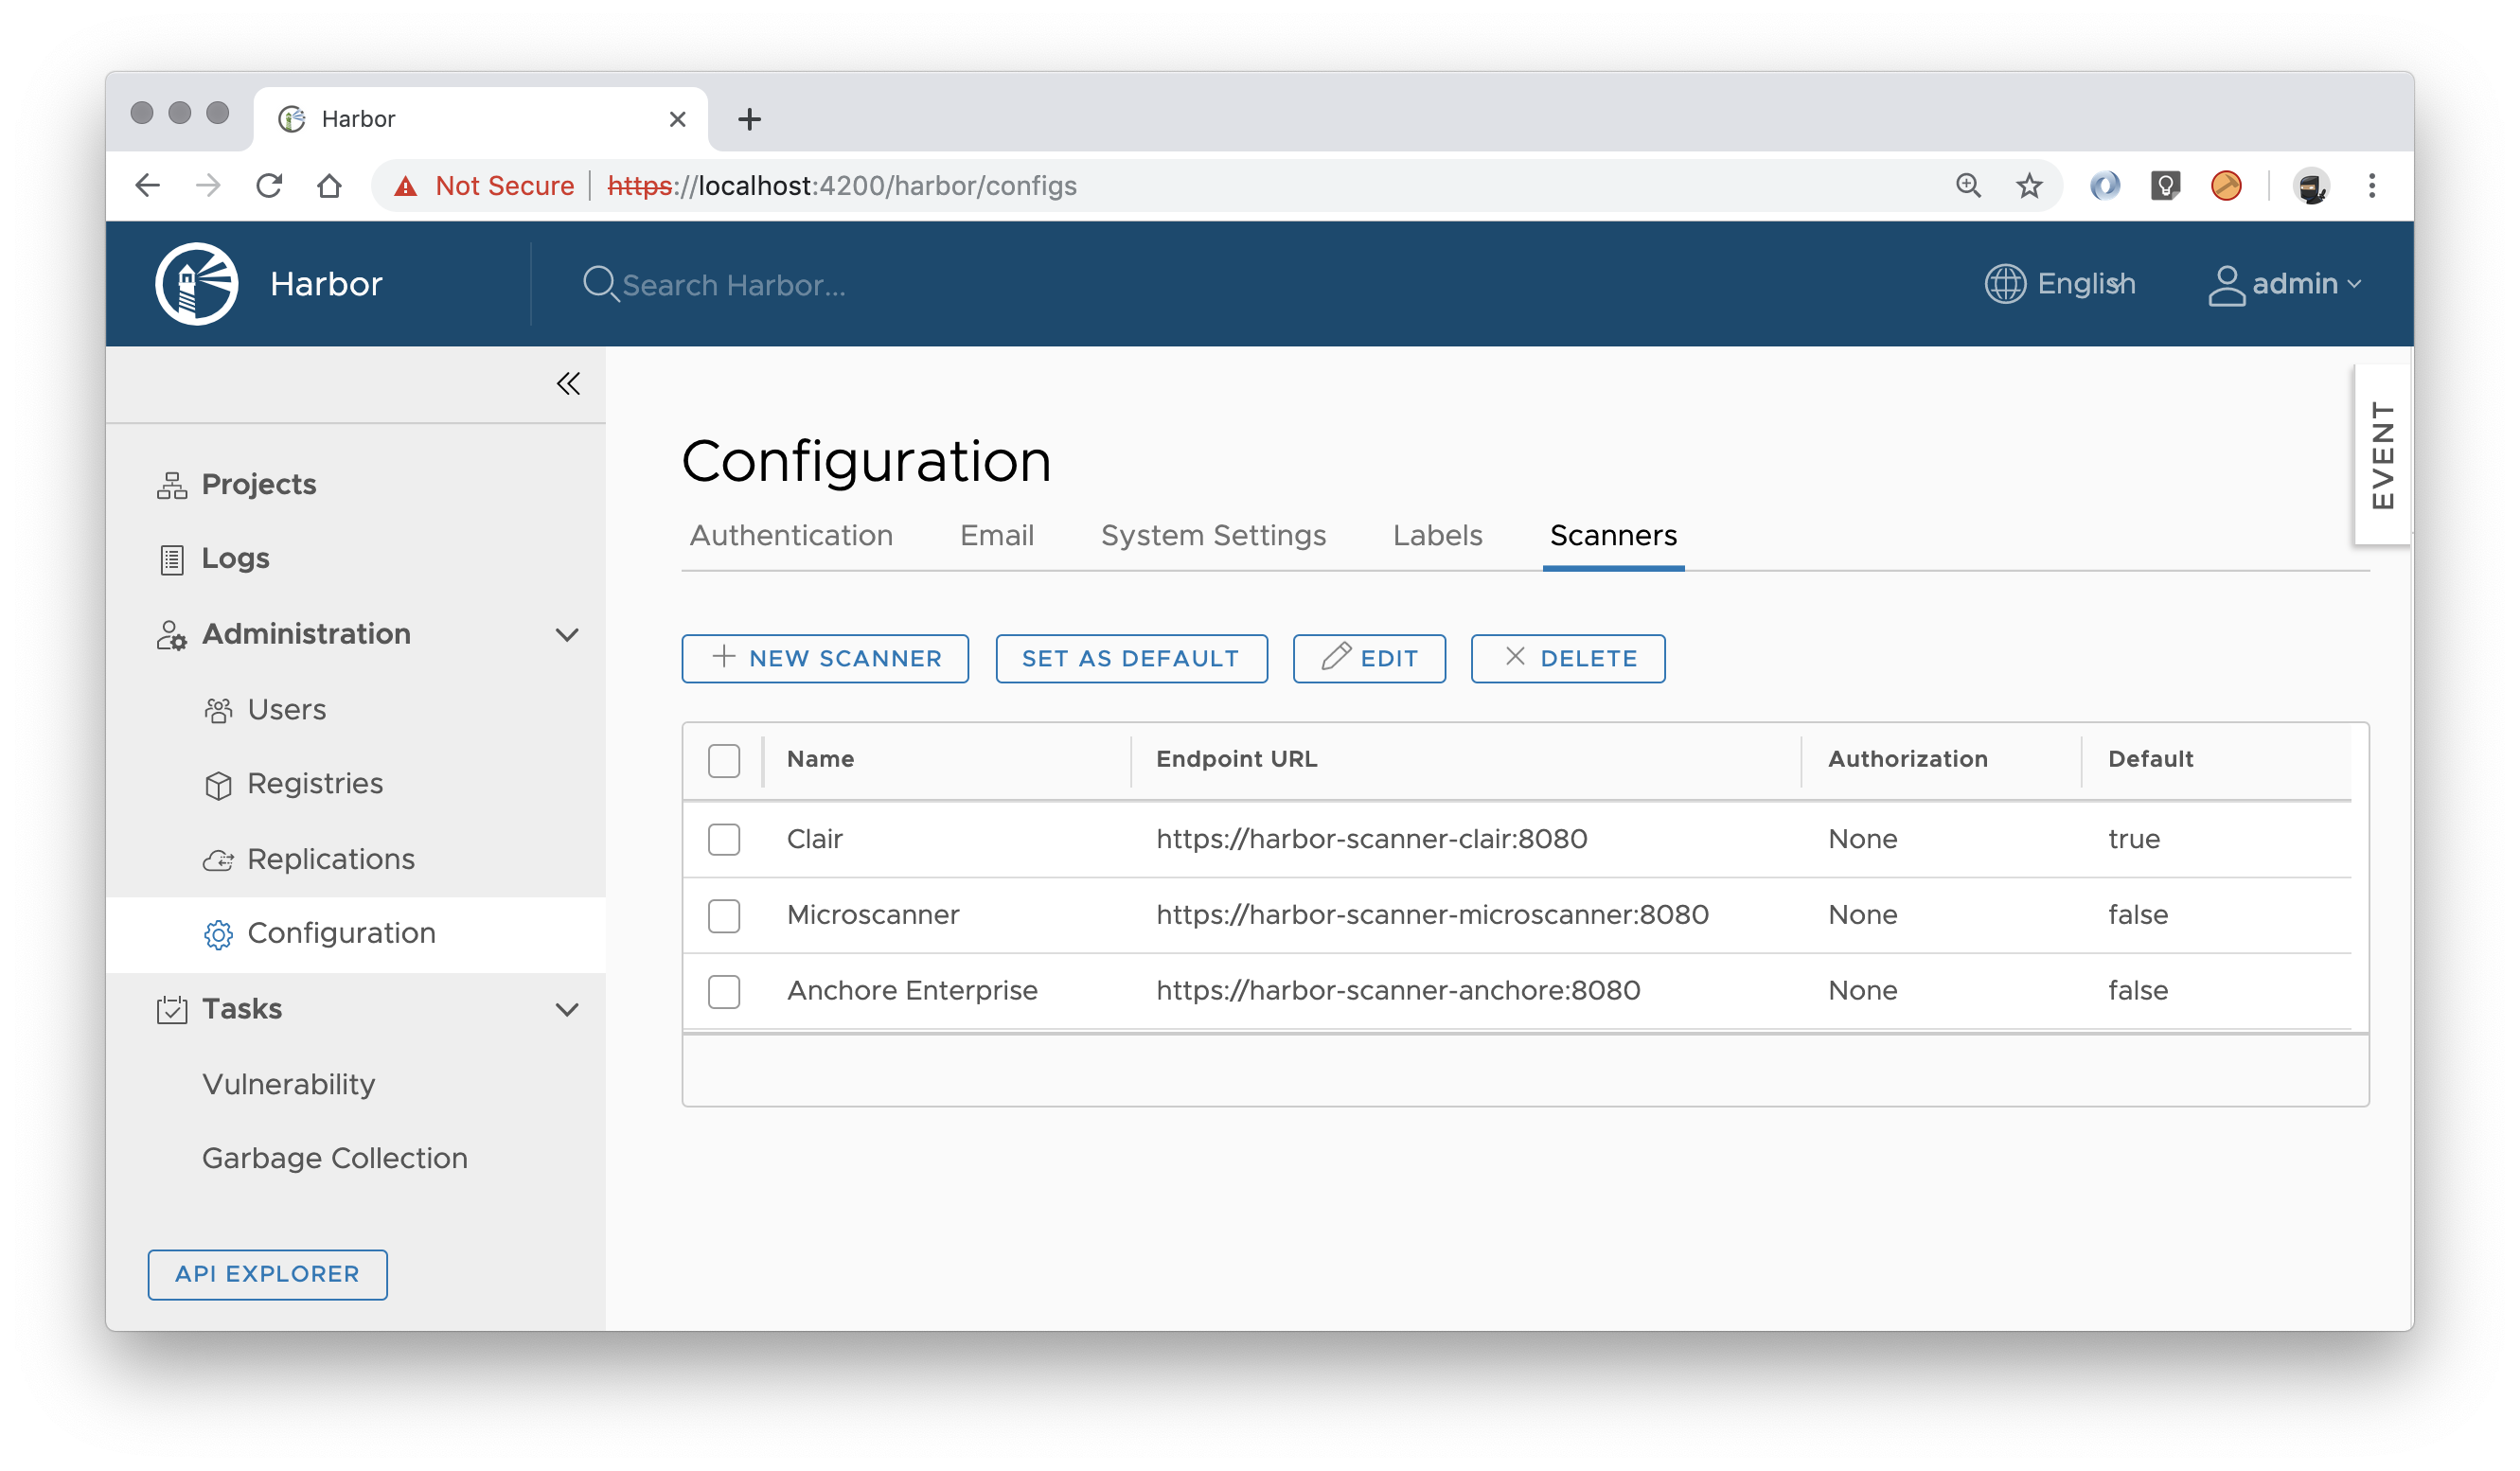 Harbor
Not Secure https://localhost:4200/harbor/configs
Harbor Search Harbor... English admin
EVENT
Projects
Logs
Administration
Users
Registries
Replications
Configuration
Tasks
Vulnerability
Garbage Collection
API EXPLORER
Configuration
Authentication Email System Settings Labels Scanners
NEW SCANNER SET AS DEFAULT EDIT DELETE
Name Endpoint URL Authorization Default
Clair https://harbor-scanner-clair:8080 None true
Microscanner https://harbor-scanner-microscanner:8080 None false
Anchore Enterprise https://harbor-scanner-anchore:8080 None false